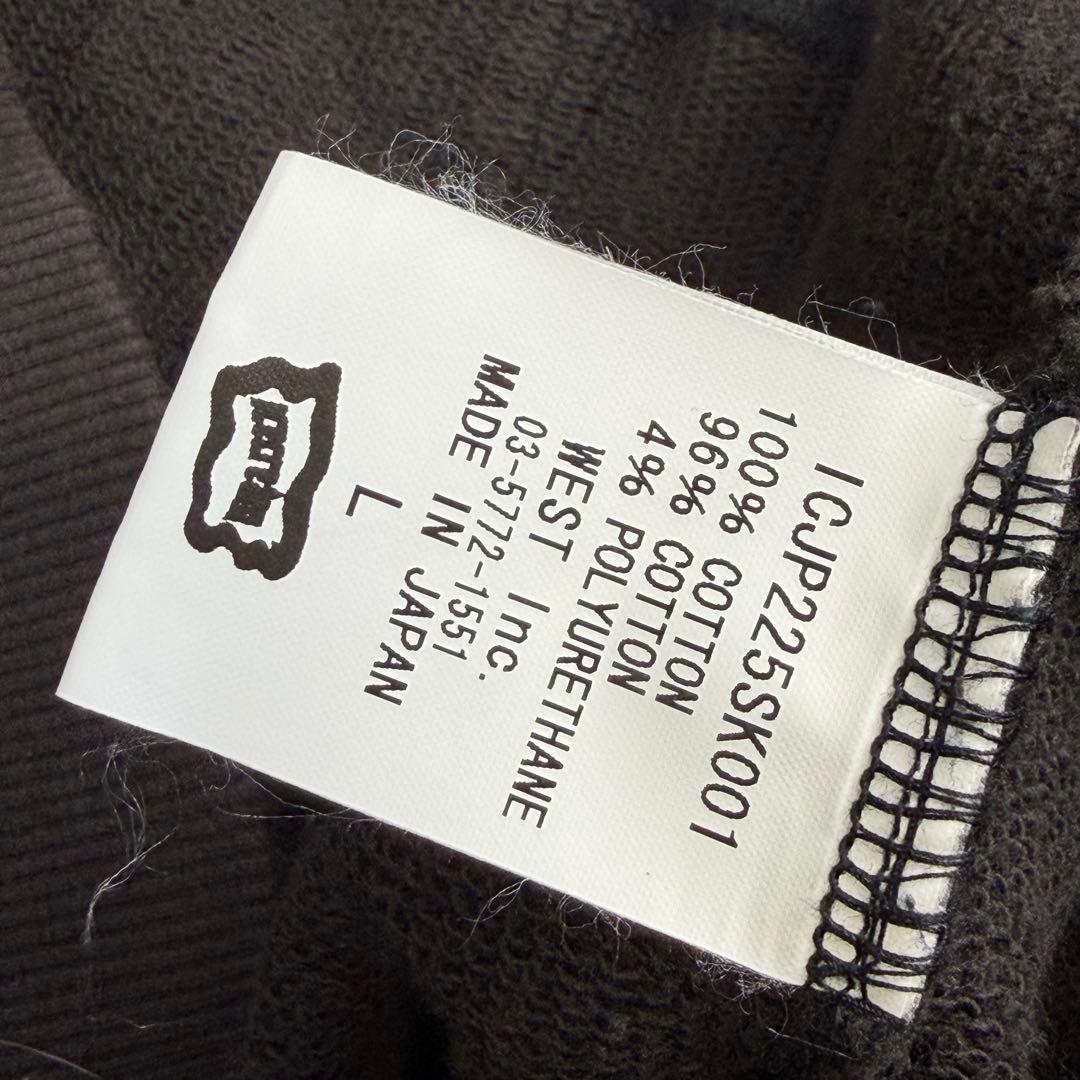 ICJP225SK001
100% COTTON
96% COTTON
4% POLYURETHANE
WEST Inc.
03-5772-1551
MADE IN JAPAN
L